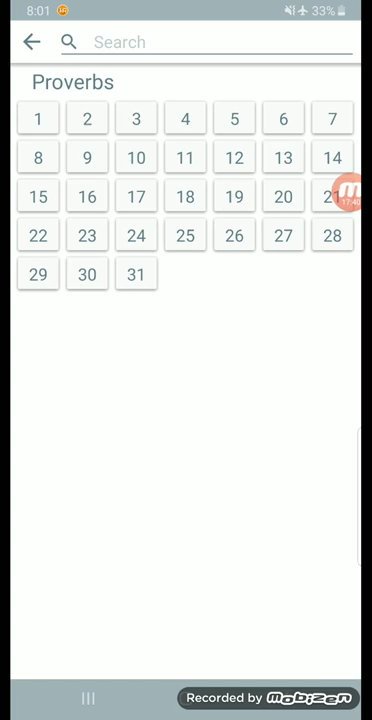 8:01 33%
Search
Proverbs
1 2 3 4 5 6 7
8 9 10 11 12 13 14
15 16 17 18 19 20 21
17:40
22 23 24 25 26 27 28
29 30 31
Recorded by mobizen